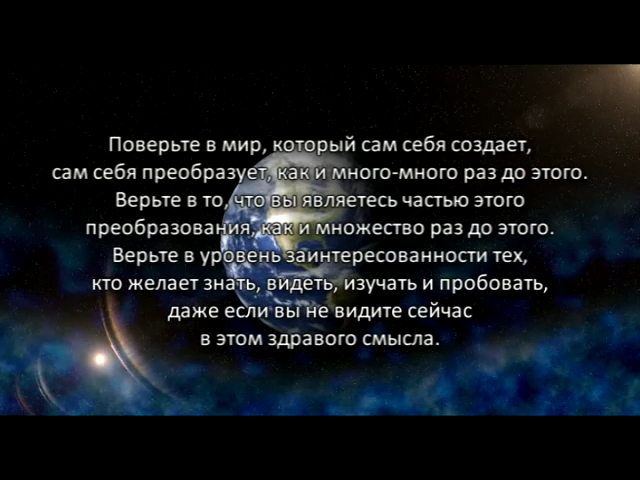 Поверьте в мир, который сам себя создает,
сам себя преобразует, как и много-много раз до этого.
Верьте в то, что вы являетесь частью этого
преобразования, как и множество раз до этого.
Верьте в уровень заинтересованности тех,
кто желает знать, видеть, изучать и пробовать,
даже если вы не видите сейчас
в этом здравого смысла.